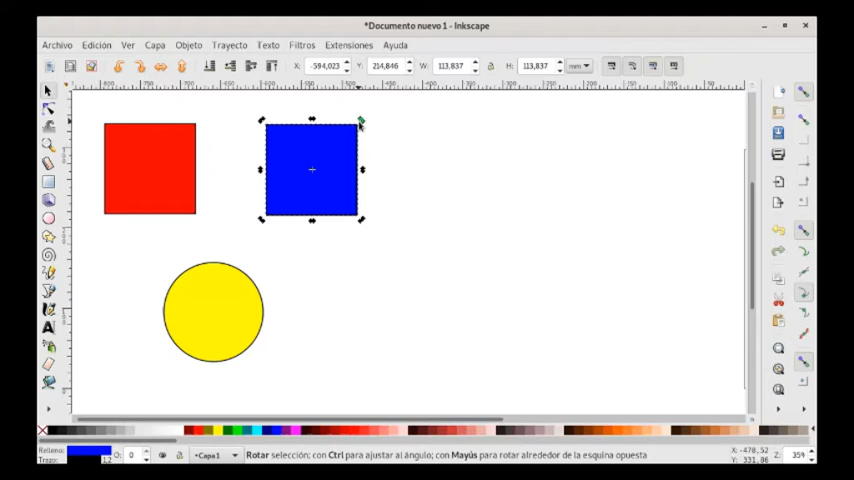 *Documento nuevo 1 - Inkscape
Archivo Edición Ver Capa Objeto Trayecto Texto Filtros Extensiones Ayuda
X: -594,023 Y: 214,846 W: 113,837 H: 113,837 mm
Relleno: O: 0 •Capa1 Rotar selección; con Ctrl para ajustar al ángulo; con Mayús para rotar alrededor de la esquina opuesta X: -478,52 Z: 35%
Trazo: 1,2 Y: 331,86